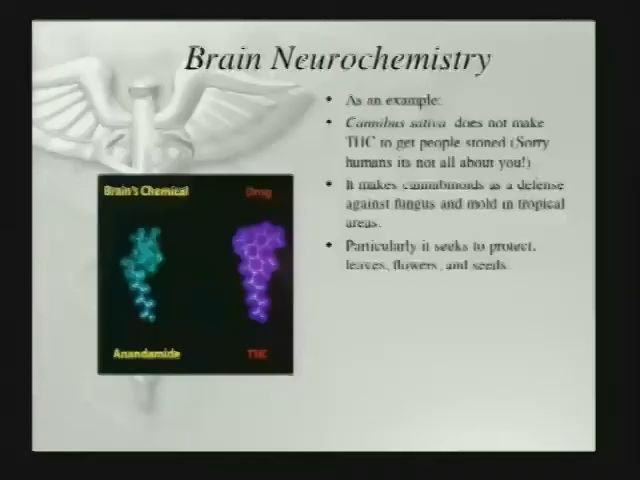 Brain Neurochemistry
As an example:
Cannibus sativa does not make
THC to get people stoned (Sorry
humans its not all about you!)
It makes cannabinoids as a defense
against fungus and mold in tropical
areas.
Particularly it seeks to protect,
leaves, flowers, and seeds.
Brain's Chemical
Drug
Anandamide
THC